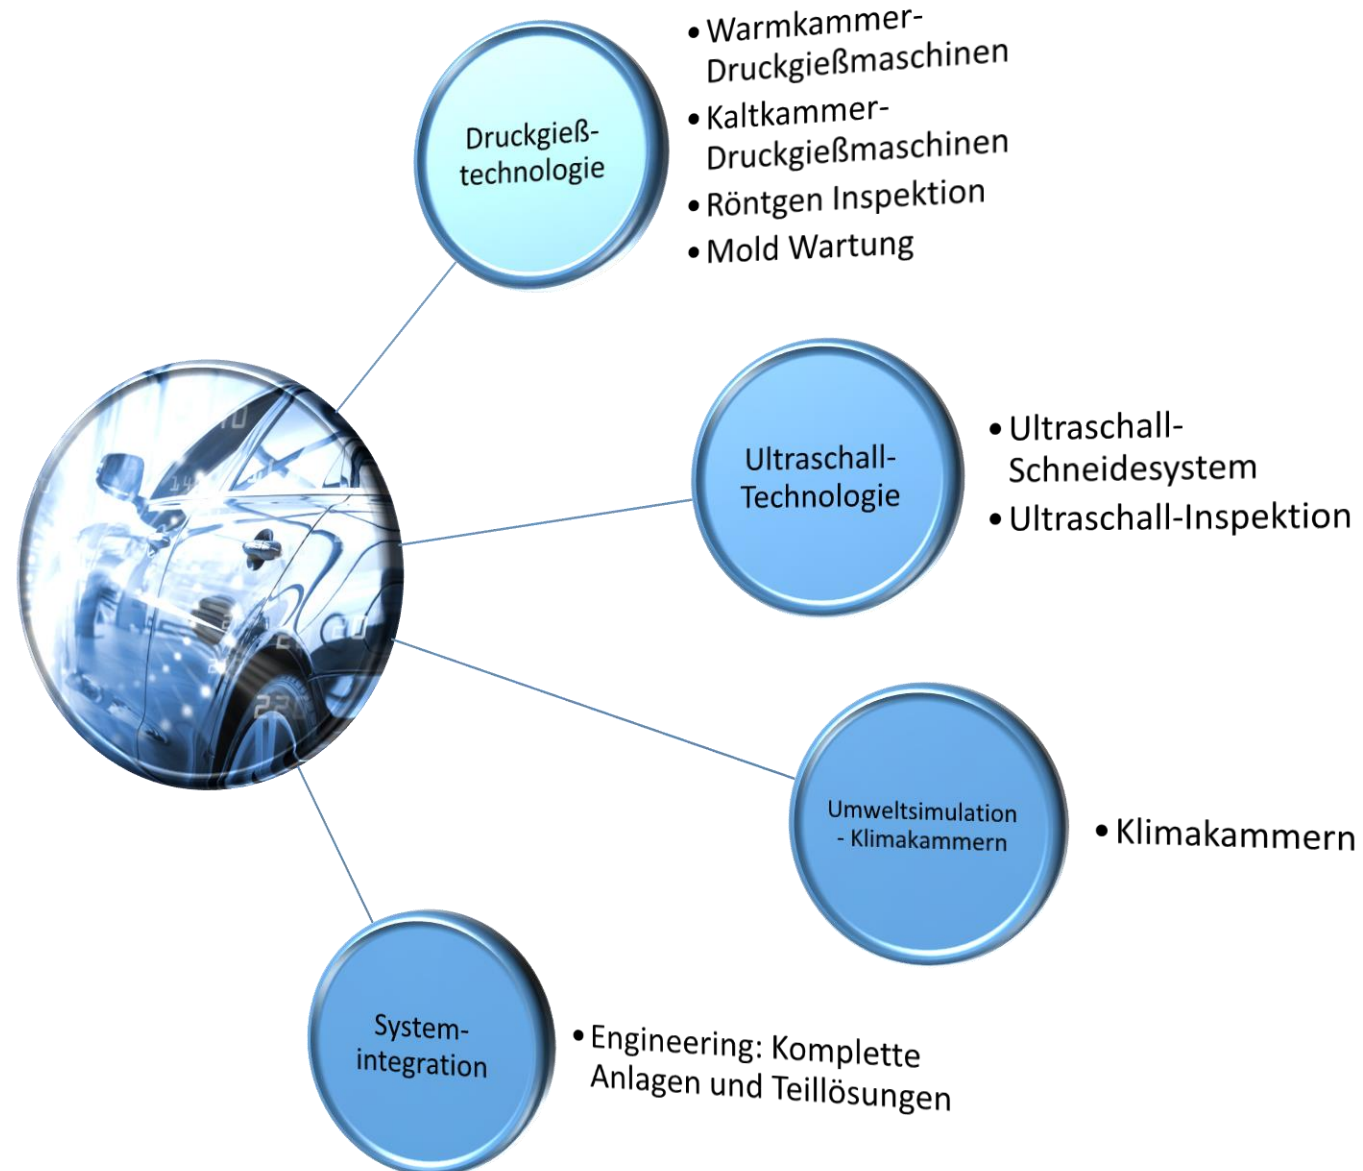 Druckgieß-
technologie
• Warmkammer-
Druckgießmaschinen
• Kaltkammer-
Druckgießmaschinen
• Röntgen Inspektion
• Mold Wartung
Ultraschall-
Technologie
• Ultraschall-
Schneidesystem
• Ultraschall-Inspektion
Umweltsimulation
- Klimakammern
• Klimakammern
System-
integration
• Engineering: Komplette
Anlagen und Teillösungen